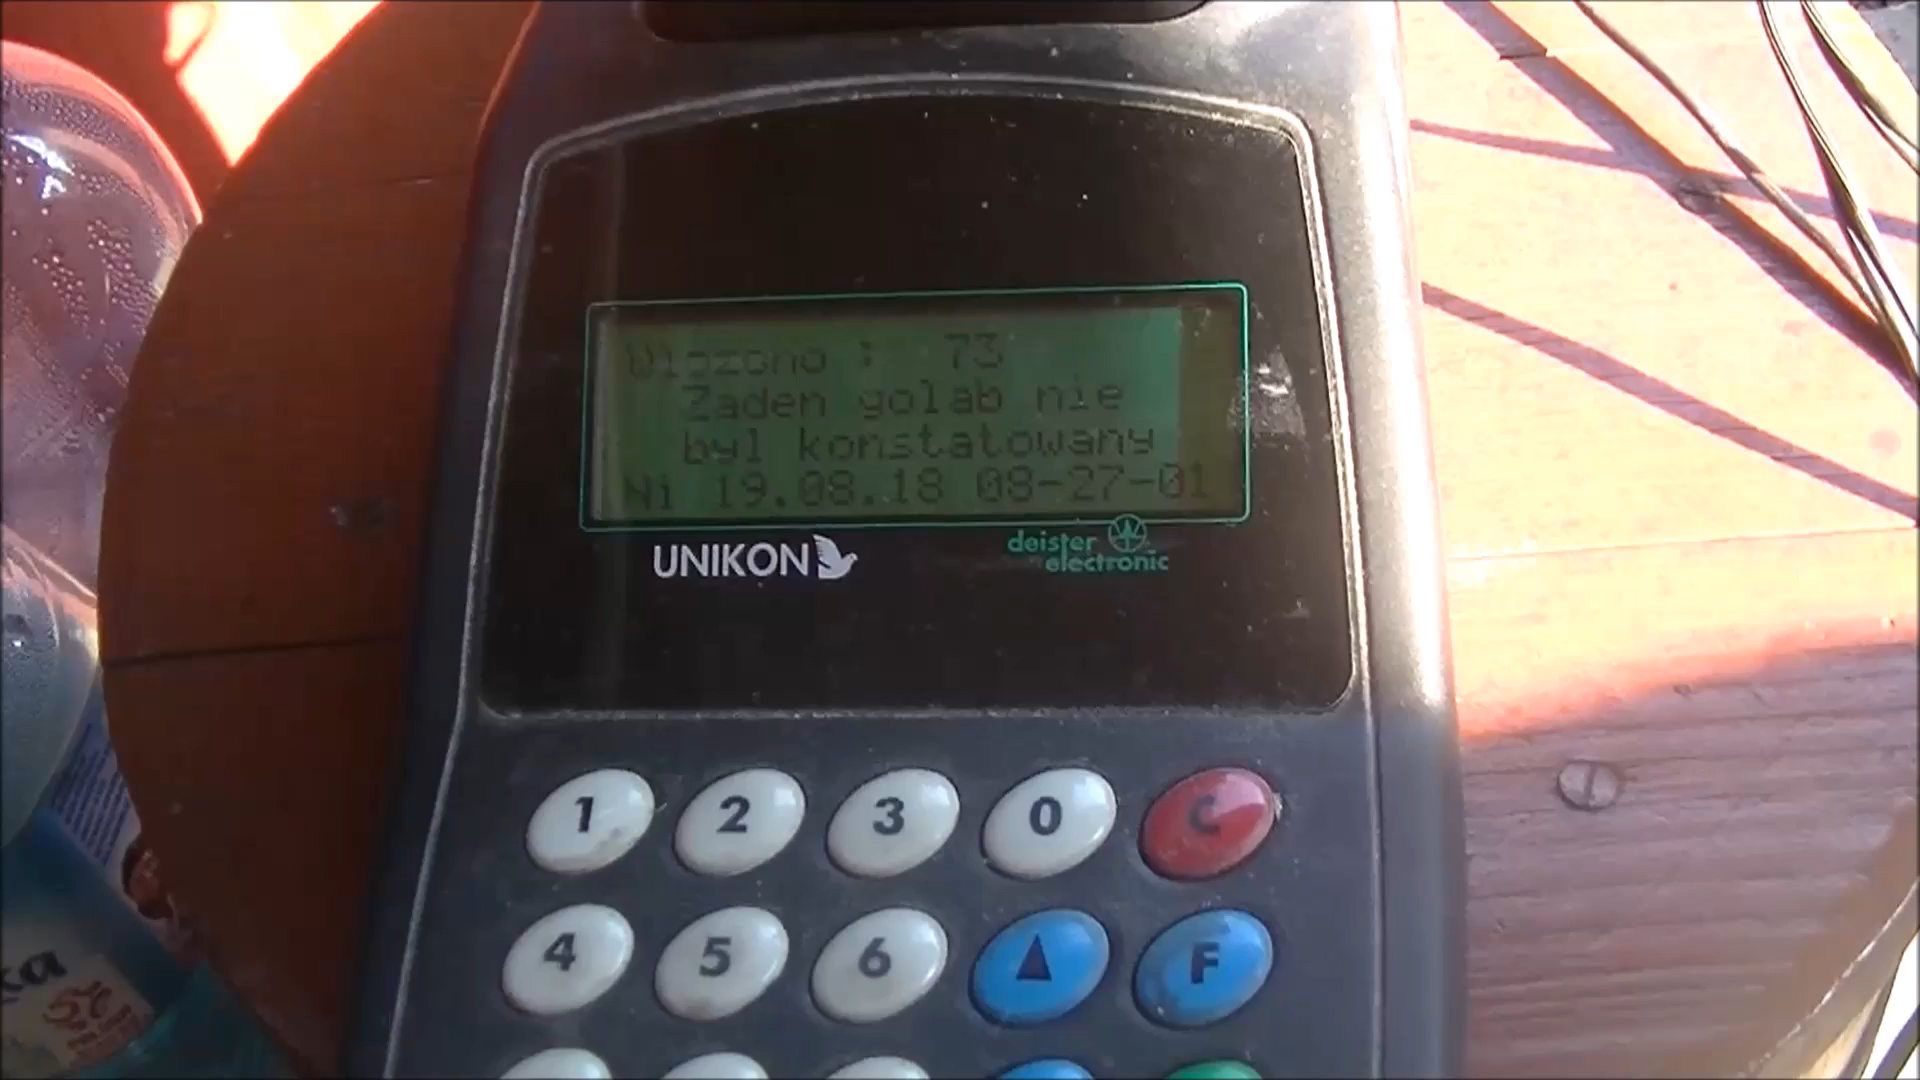 Wlozono : 73
Zaden golab nie
byl konstatowany
Ni 19.08.18 08-27-01
UNIKON
deister
electronic
1 2 3 0 C
4 5 6 F